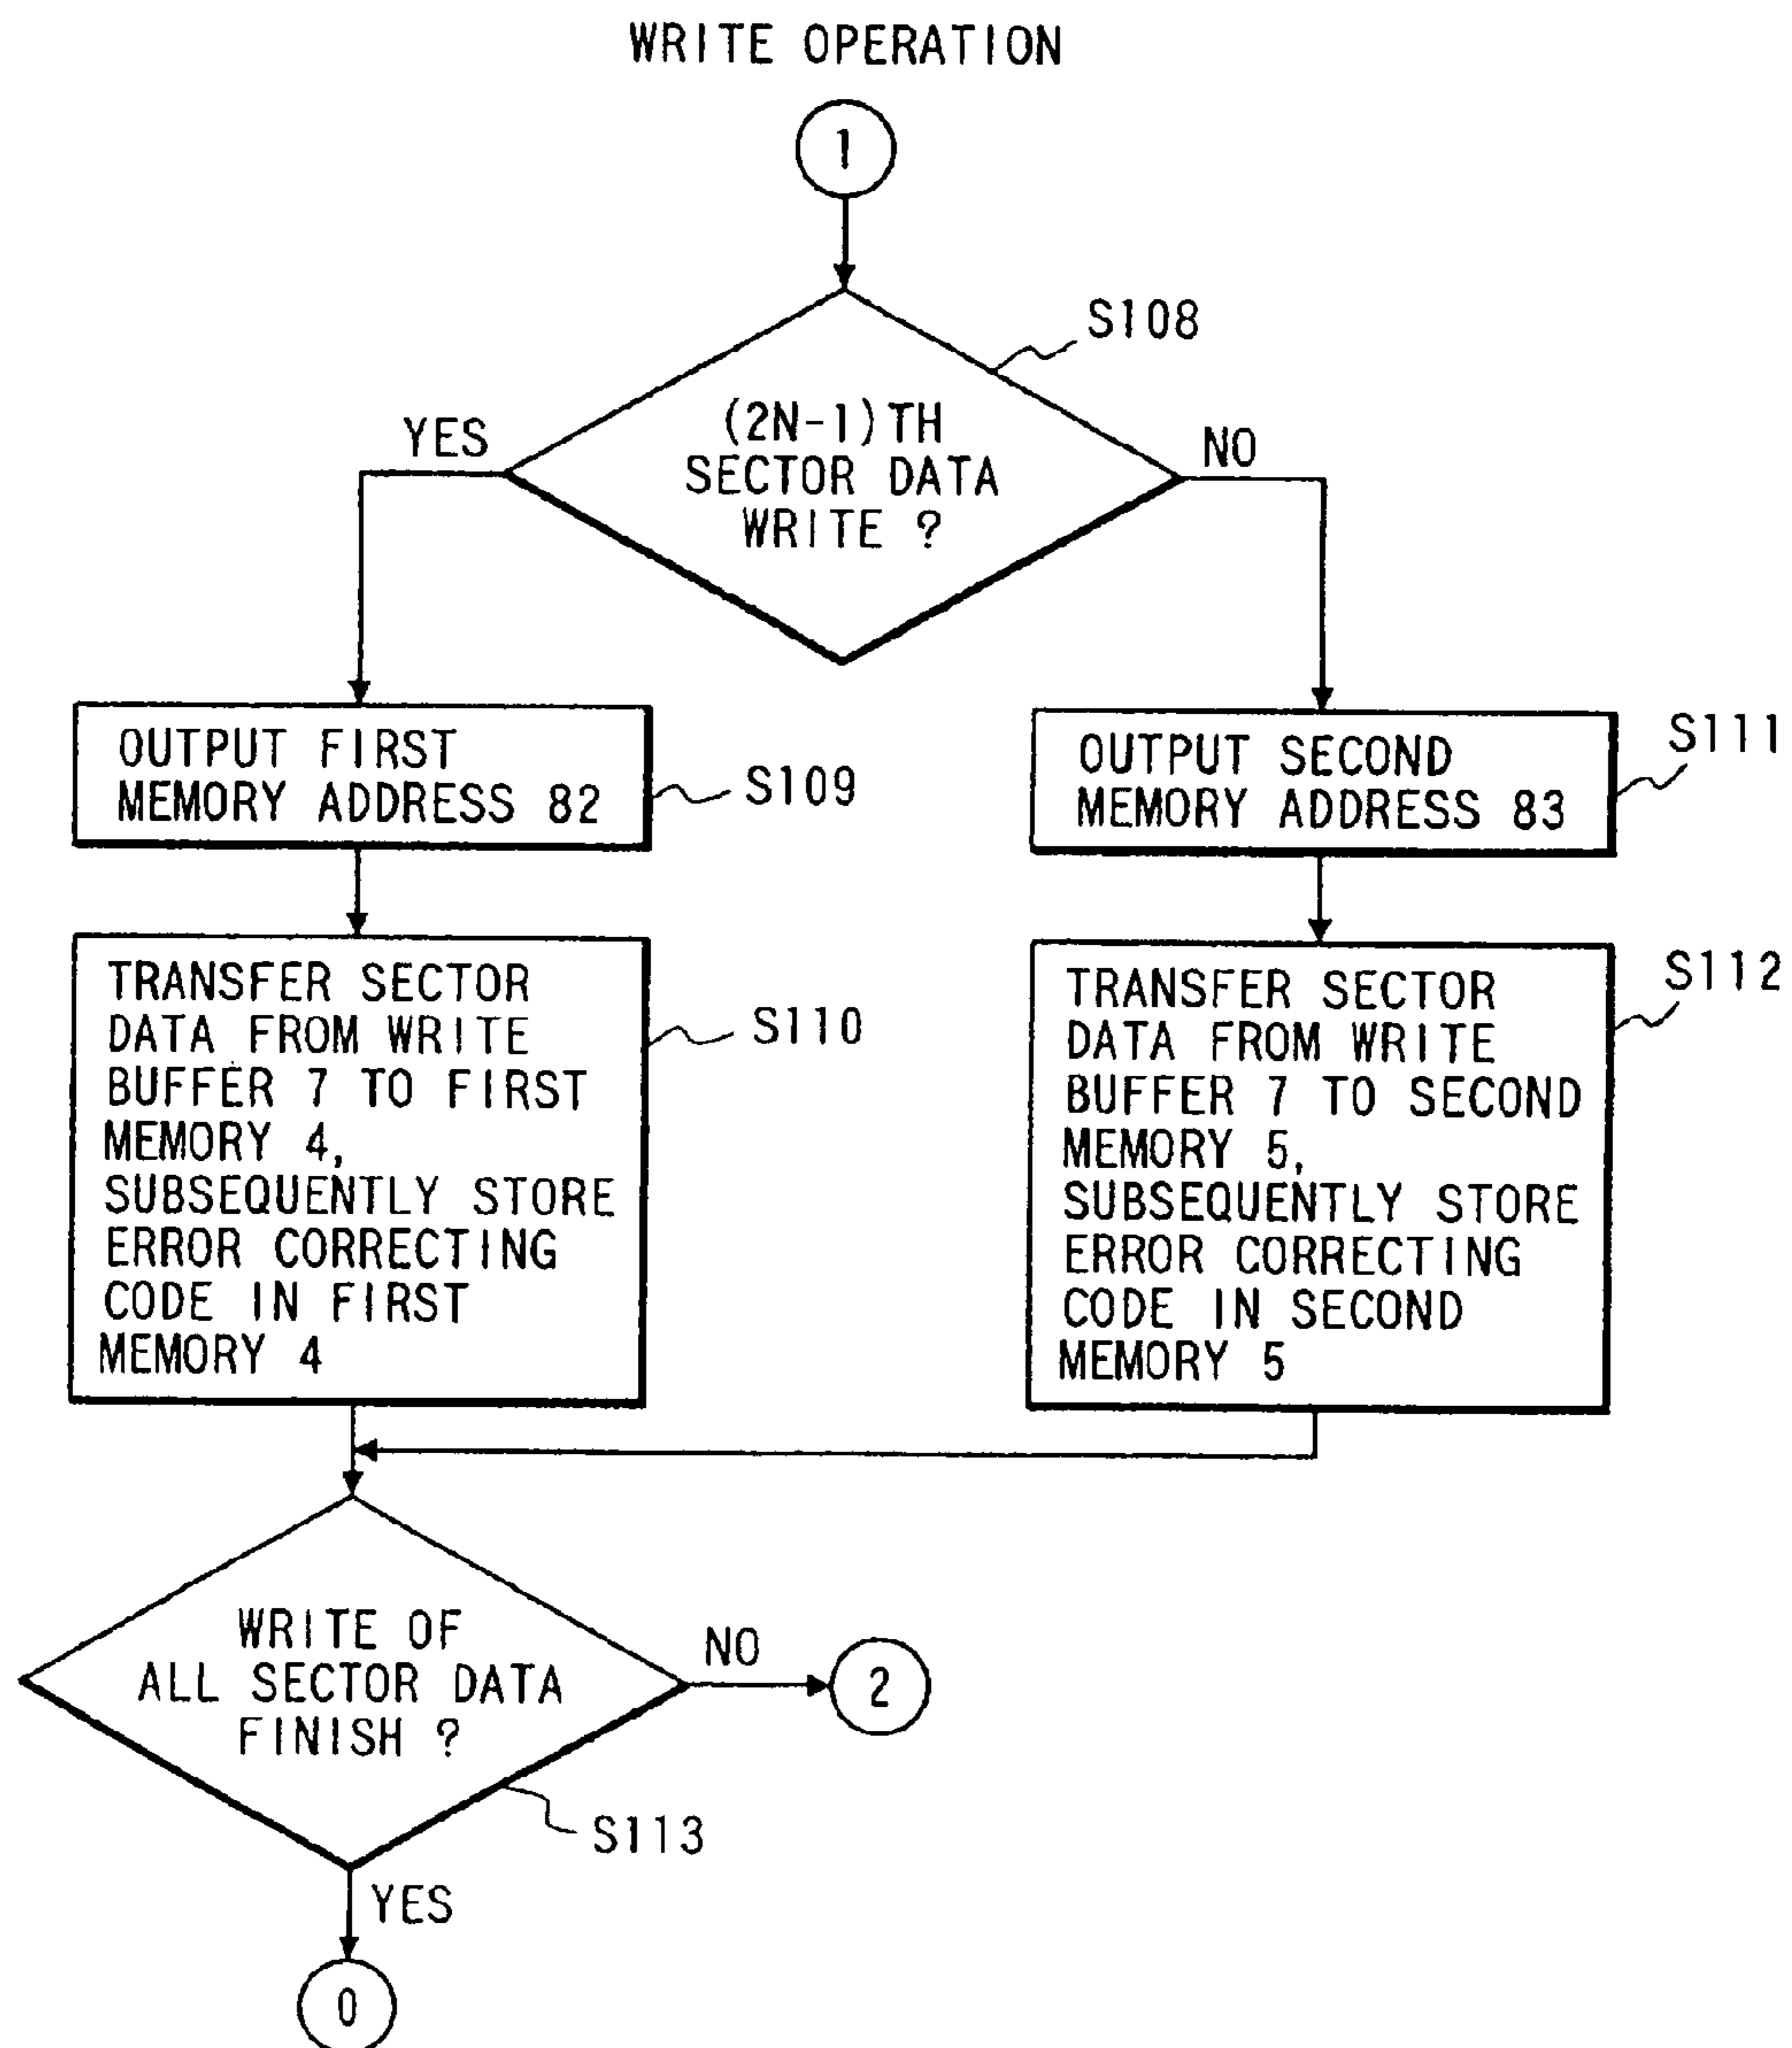 WRITE OPERATION
1
S108
(2N-1)TH
SECTOR DATA
WRITE ?
YES
NO
OUTPUT FIRST
MEMORY ADDRESS 82
S109
OUTPUT SECOND
MEMORY ADDRESS 83
S111
TRANSFER SECTOR
DATA FROM WRITE
BUFFER 7 TO FIRST
MEMORY 4,
SUBSEQUENTLY STORE
ERROR CORRECTING
CODE IN FIRST
MEMORY 4
S110
TRANSFER SECTOR
DATA FROM WRITE
BUFFER 7 TO SECOND
MEMORY 5,
SUBSEQUENTLY STORE
ERROR CORRECTING
CODE IN SECOND
MEMORY 5
S112
WRITE OF
ALL SECTOR DATA
FINISH ?
NO
2
S113
YES
0